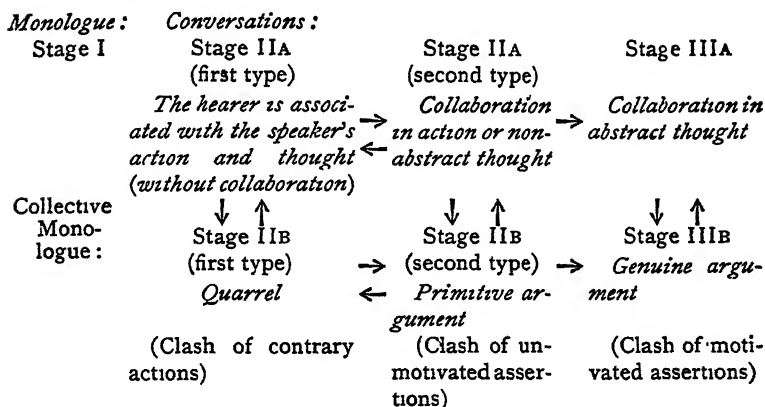 Monologue: Conversations:
Stage I Stage IIA Stage IIA Stage IIIA
(first type) (second type)
The hearer is associ- Collaboration Collaboration in
ated with the speaker's in action or non- abstract thought
action and thought abstract thought
(without collaboration)
→ ← →
Collective ↓ ↑ ↓ ↑ ↓ ↑
Mono- Stage IIB Stage IIB Stage IIIB
logue: (first type) → (second type) → Genuine argu-
Quarrel ← Primitive ar- ment
gument
(Clash of contrary (Clash of un- (Clash of moti-
actions) motivated asser- vated assertions)
tions)